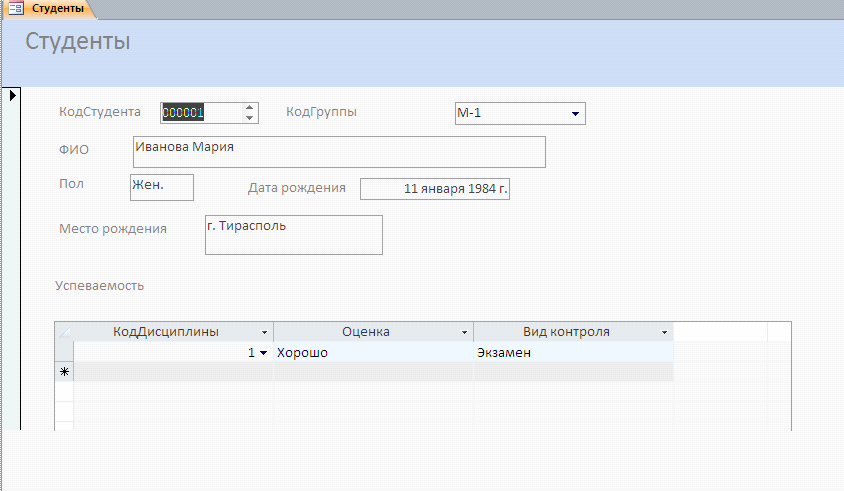 Студенты
Студенты
КодСтудента 000001 КодГруппы М-1
ФИО Иванова Мария
Пол Жен. Дата рождения 11 января 1984 г.
Место рождения г. Тирасполь
Успеваемость
КодДисциплины Оценка Вид контроля
1 Хорошо Экзамен